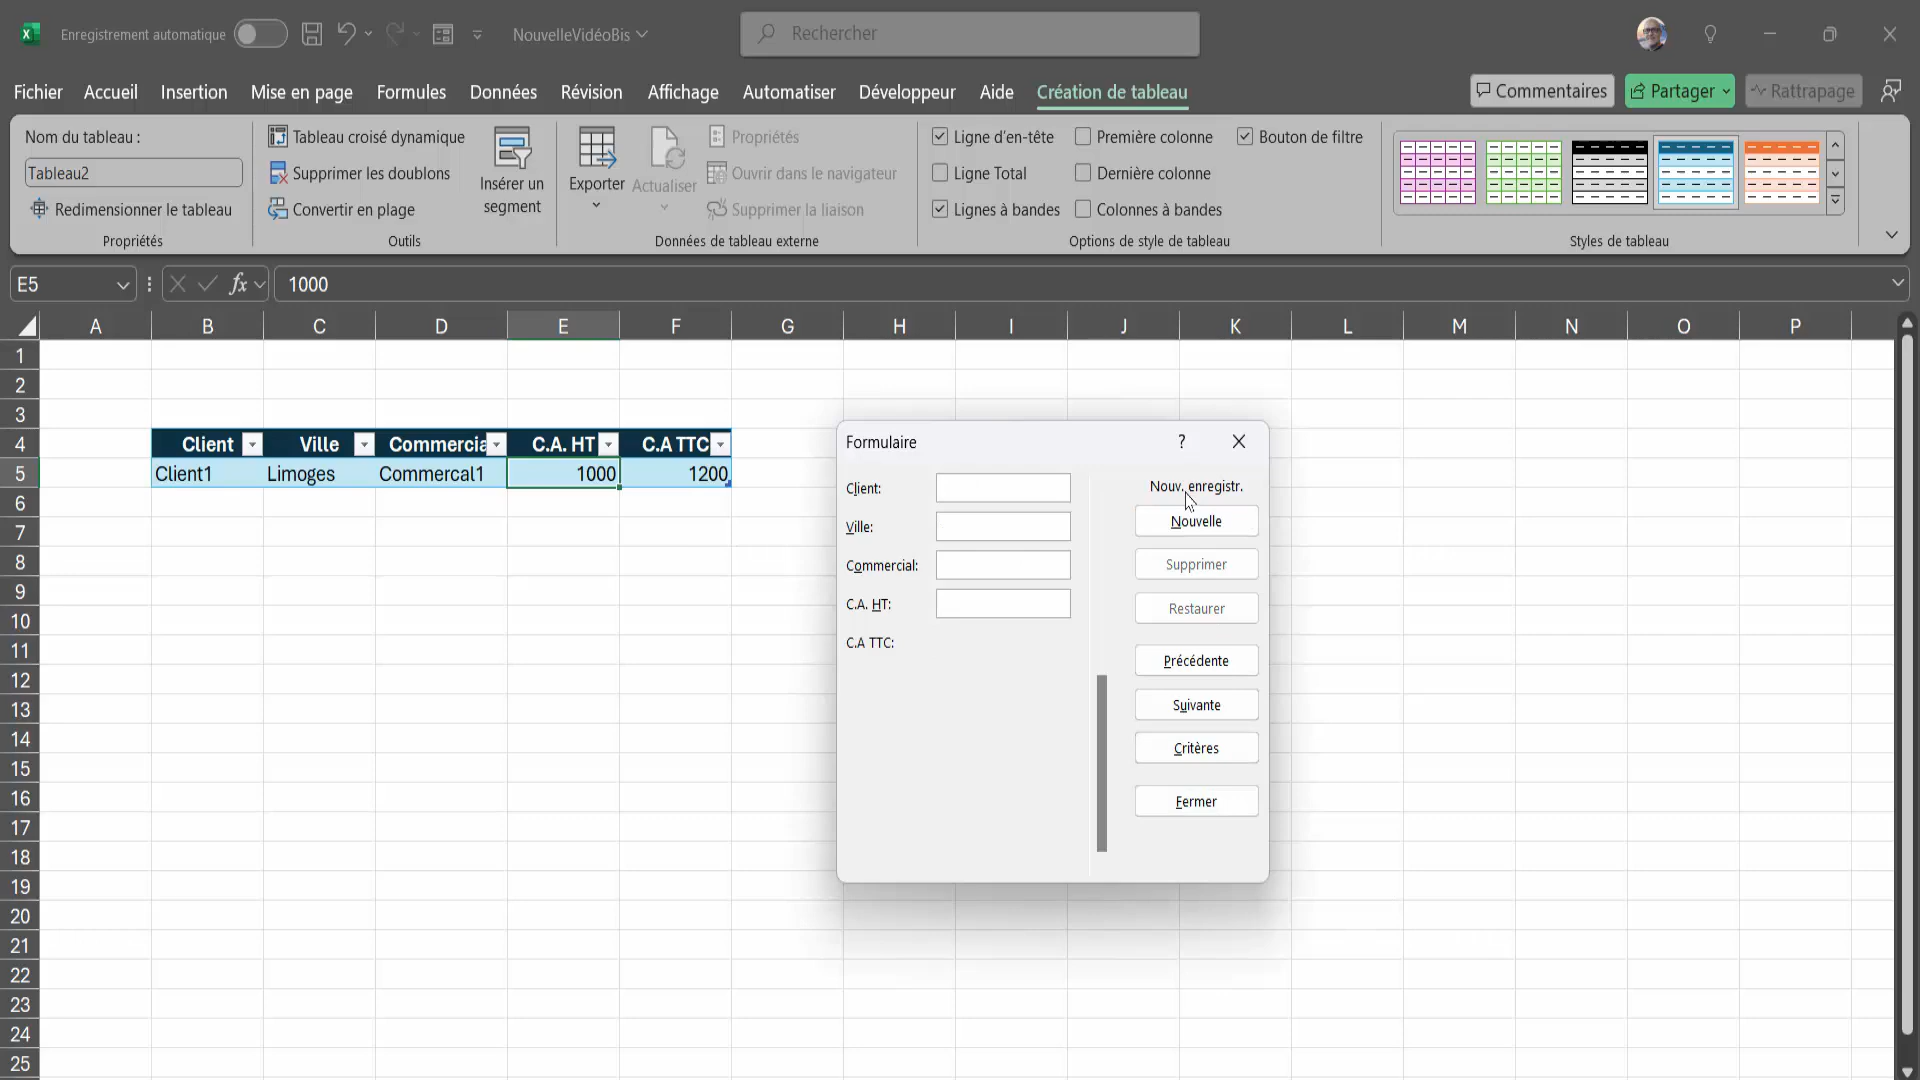 Enregistrement automatique
NouvelleVidéoBis
Rechercher
Fichier Accueil Insertion Mise en page Formules Données Révision Affichage Automatiser Développeur Aide Création de tableau Commentaires Partager Rattrapage
Nom du tableau :
Tableau2
Redimensionner le tableau
Propriétés
Tableau croisé dynamique
Supprimer les doublons
Convertir en plage
Insérer un
segment
Outils
Exporter
Actualiser
Propriétés
Ouvrir dans le navigateur
Supprimer la liaison
Données de tableau externe
Ligne d'en-tête
Ligne Total
Lignes à bandes
Première colonne
Dernière colonne
Colonnes à bandes
Bouton de filtre
Options de style de tableau
Styles de tableau
E5
fx
1000
A B C D E F G H I J K L M N O P
1
2
3
4 Client Ville Commercia C.A. HT C.A TTC
5 Client1 Limoges Commercal1 1000 1200
6
7
8
9
10
11
12
13
14
15
16
17
18
19
20
21
22
23
24
25
Formulaire ?
Client:
Ville:
Commercial:
C.A. HT:
C.A TTC:
Nouv. enregistr.
Nouvelle
Supprimer
Restaurer
Précédente
Suivante
Critères
Fermer